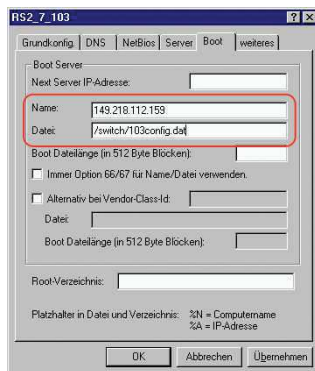 RS2_7_103
Grundkonfig. DNS NetBios Server Boot weiteres
Boot Server
Next Server IP-Adresse:
Name: 149.218.112.159
Datei: /switch/103config.dat
Boot Dateilänge (in 512 Byte Blöcken):
Immer Option 66/67 für Name/Datei verwenden.
Alternativ bei Vendor-Class-Id:
Datei:
Boot Dateilänge (in 512 Byte Blöcken):
Root-Verzeichnis:
Platzhalter in Datei und Verzeichnis: %N = Computername
%A = IP-Adresse
OK Abbrechen Übernehmen